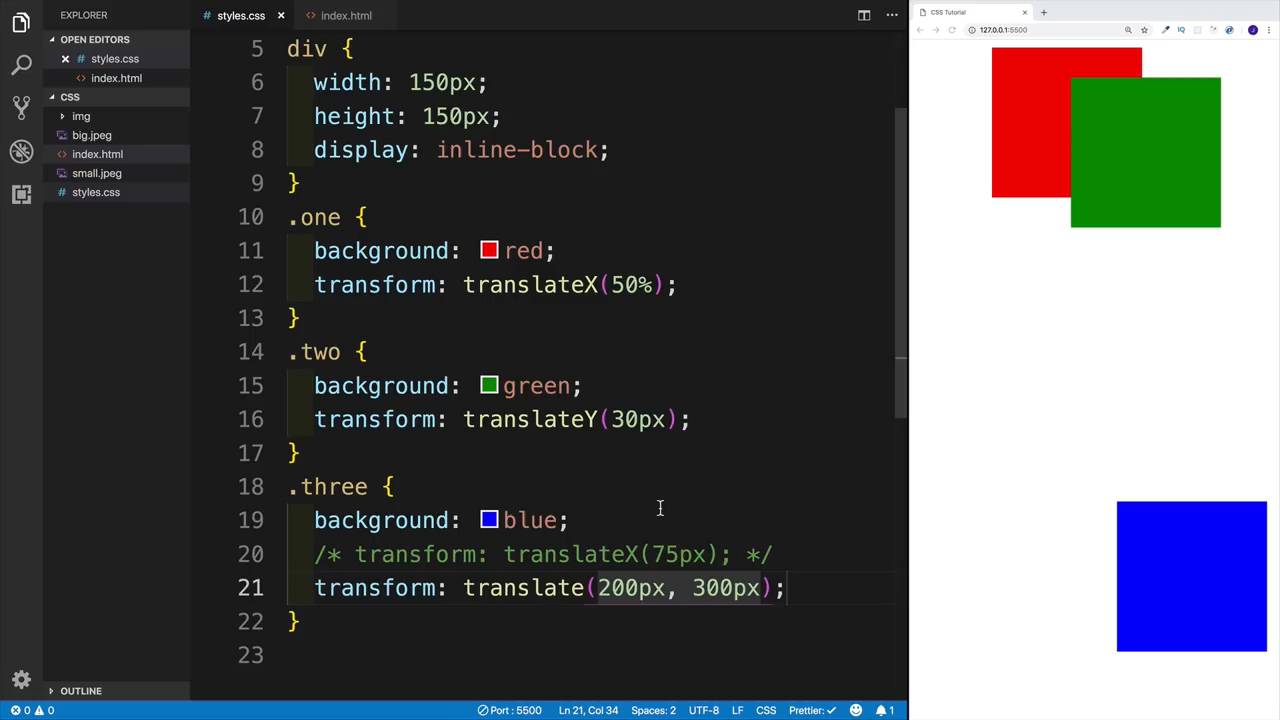 EXPLORER
OPEN EDITORS
# styles.css
<> index.html
CSS
img
big.jpeg
<> index.html
small.jpeg
# styles.css
OUTLINE
# styles.css
<> index.html
5 div {
6 width: 150px;
7 height: 150px;
8 display: inline-block;
9 }
10 .one {
11 background: red;
12 transform: translateX(50%);
13 }
14 .two {
15 background: green;
16 transform: translateY(30px);
17 }
18 .three {
19 background: blue;
20 /* transform: translateX(75px); */
21 transform: translate(200px, 300px);
22 }
23
0 0 Port : 5500 Ln 21, Col 34 Spaces: 2 UTF-8 LF CSS Prettier: ✓ 1
CSS Tutorial
127.0.0.1:5500
IQ
J